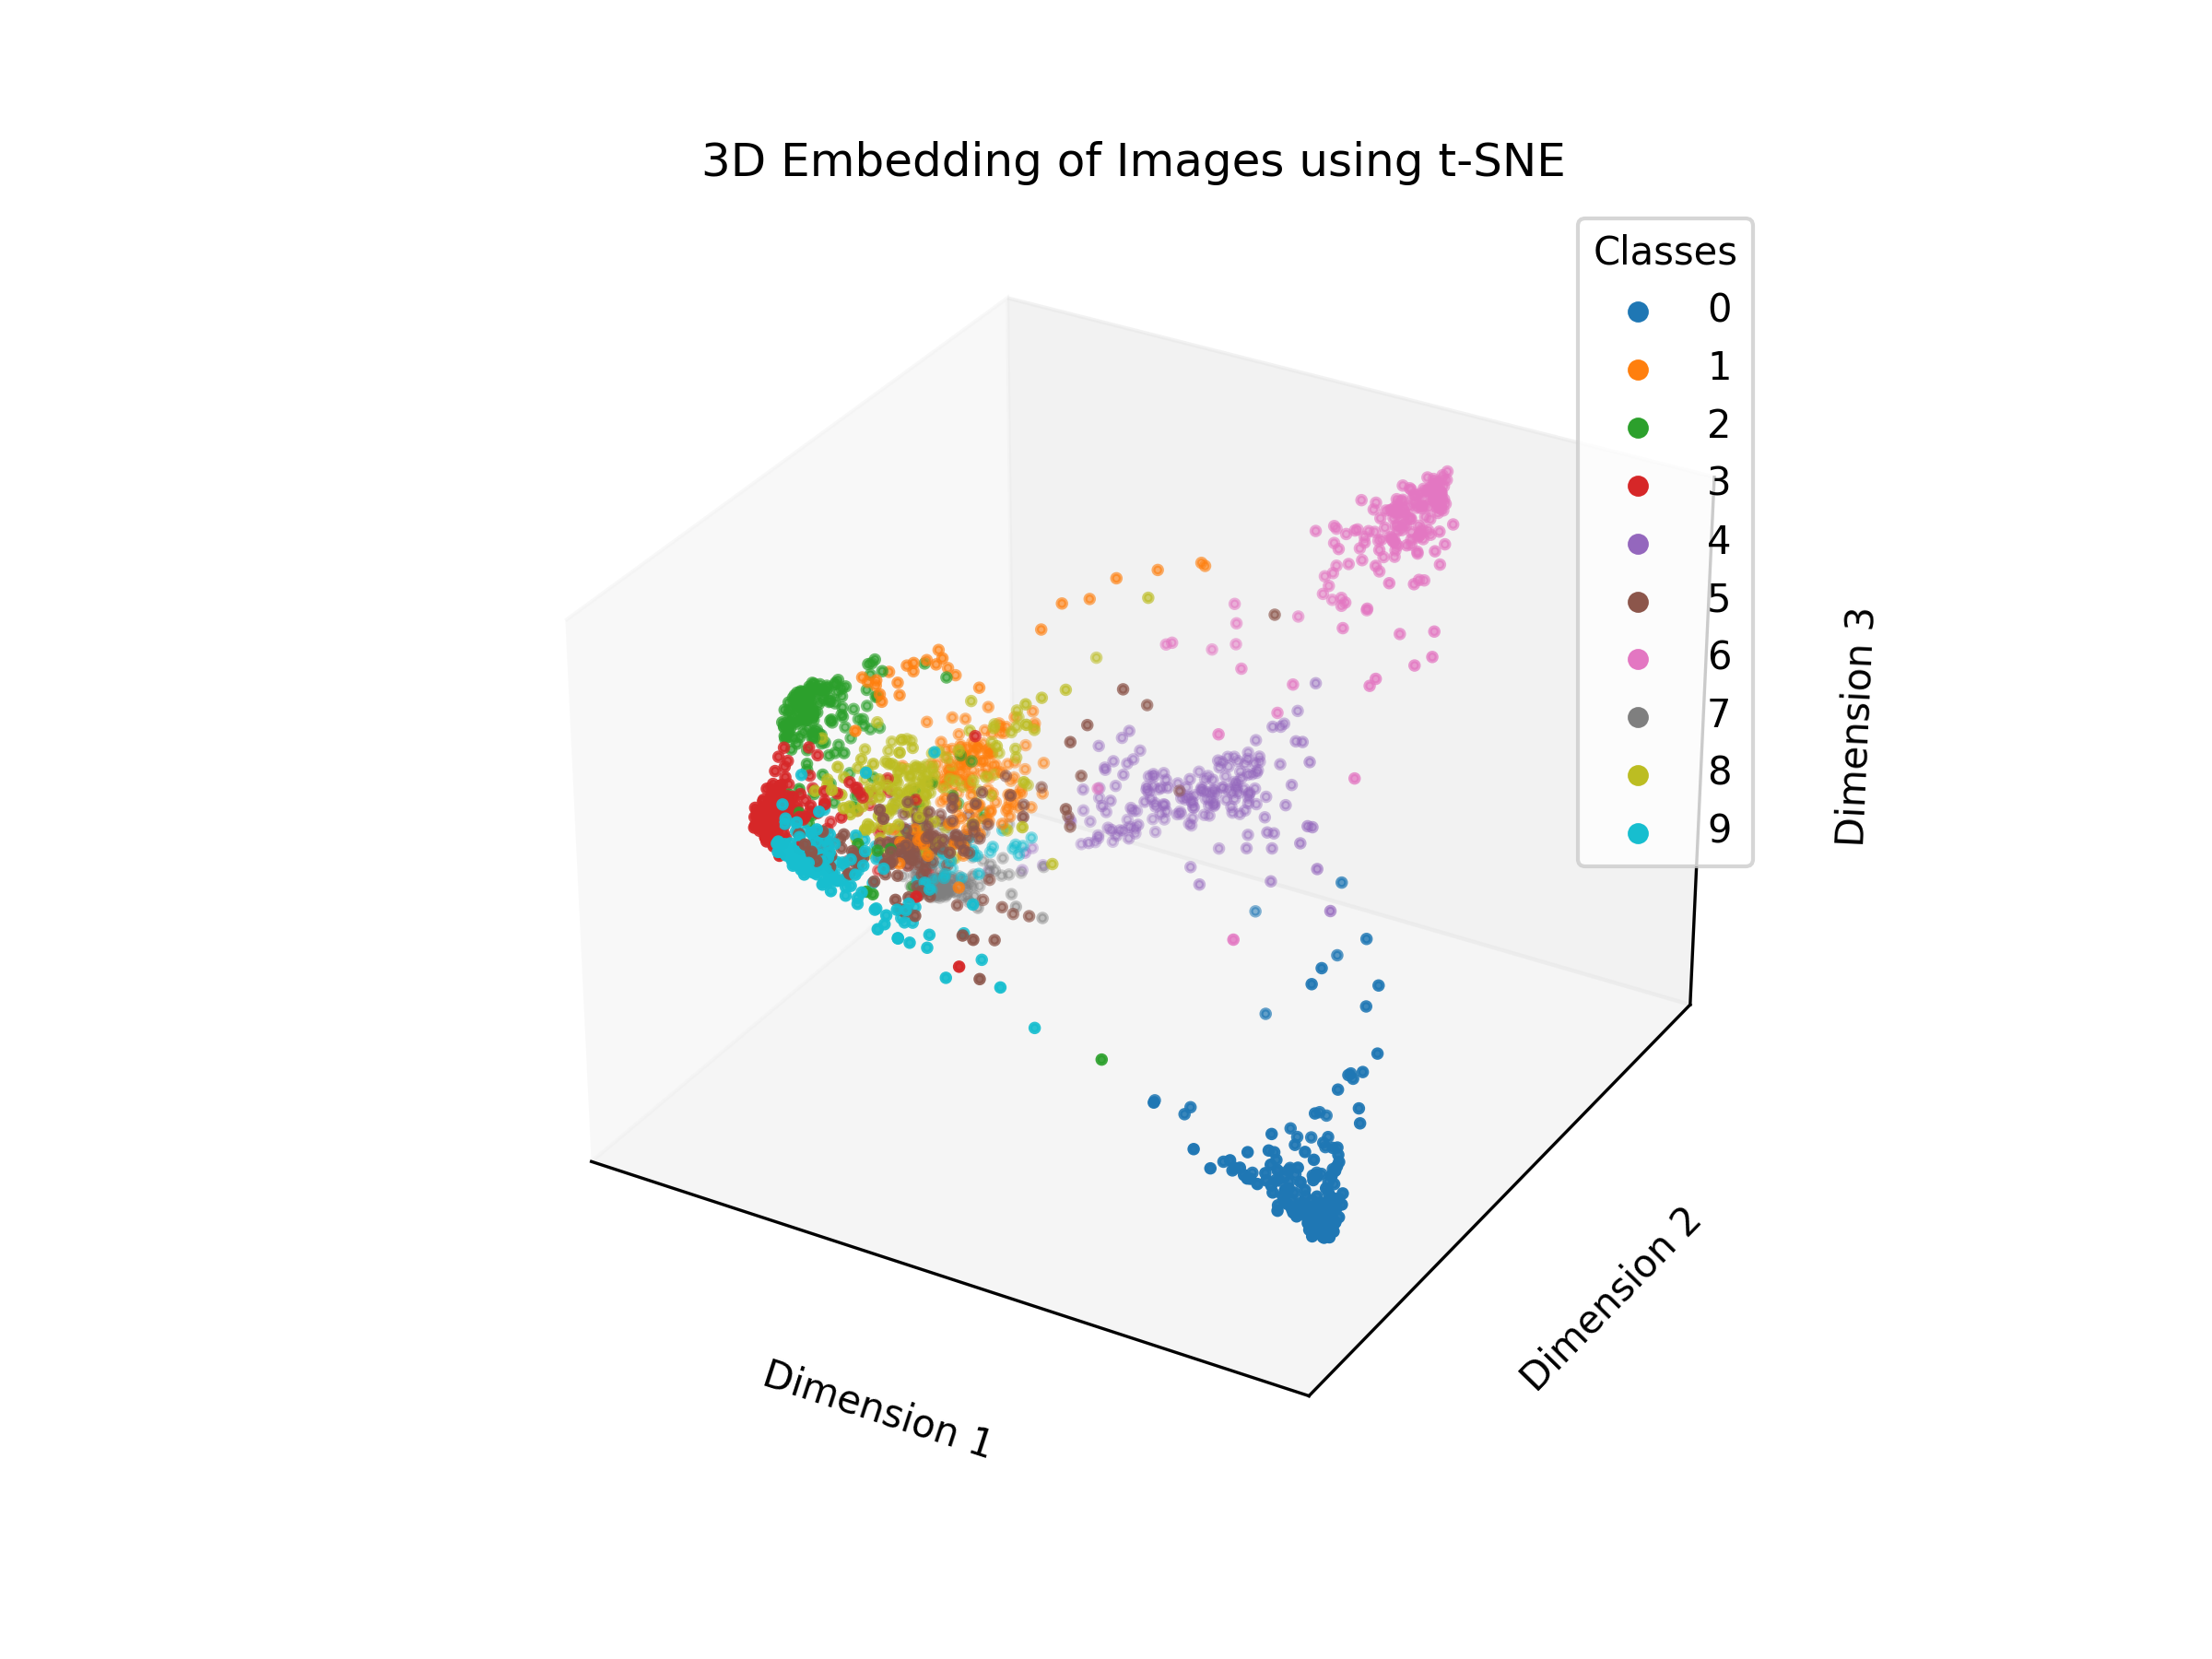 3D Embedding of Images using t-SNE
Classes
0
1
2
3
4
5
6
7
8
9
Dimension 3
Dimension 2
Dimension 1